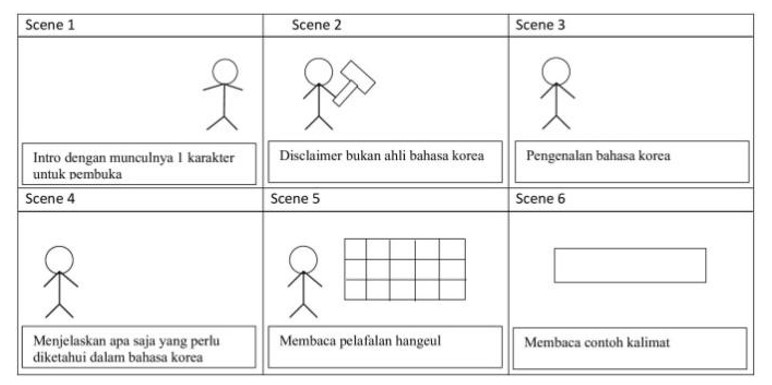 Scene 1
Scene 2
Scene 3
Intro dengan munculnya 1 karakter
untuk pembuka
Disclaimer bukan ahli bahasa korea
Pengenalan bahasa korea
Scene 4
Scene 5
Scene 6
Menjelaskan apa saja yang perlu
diketahui dalam bahasa korea
Membaca pelafalan hangeul
Membaca contoh kalimat